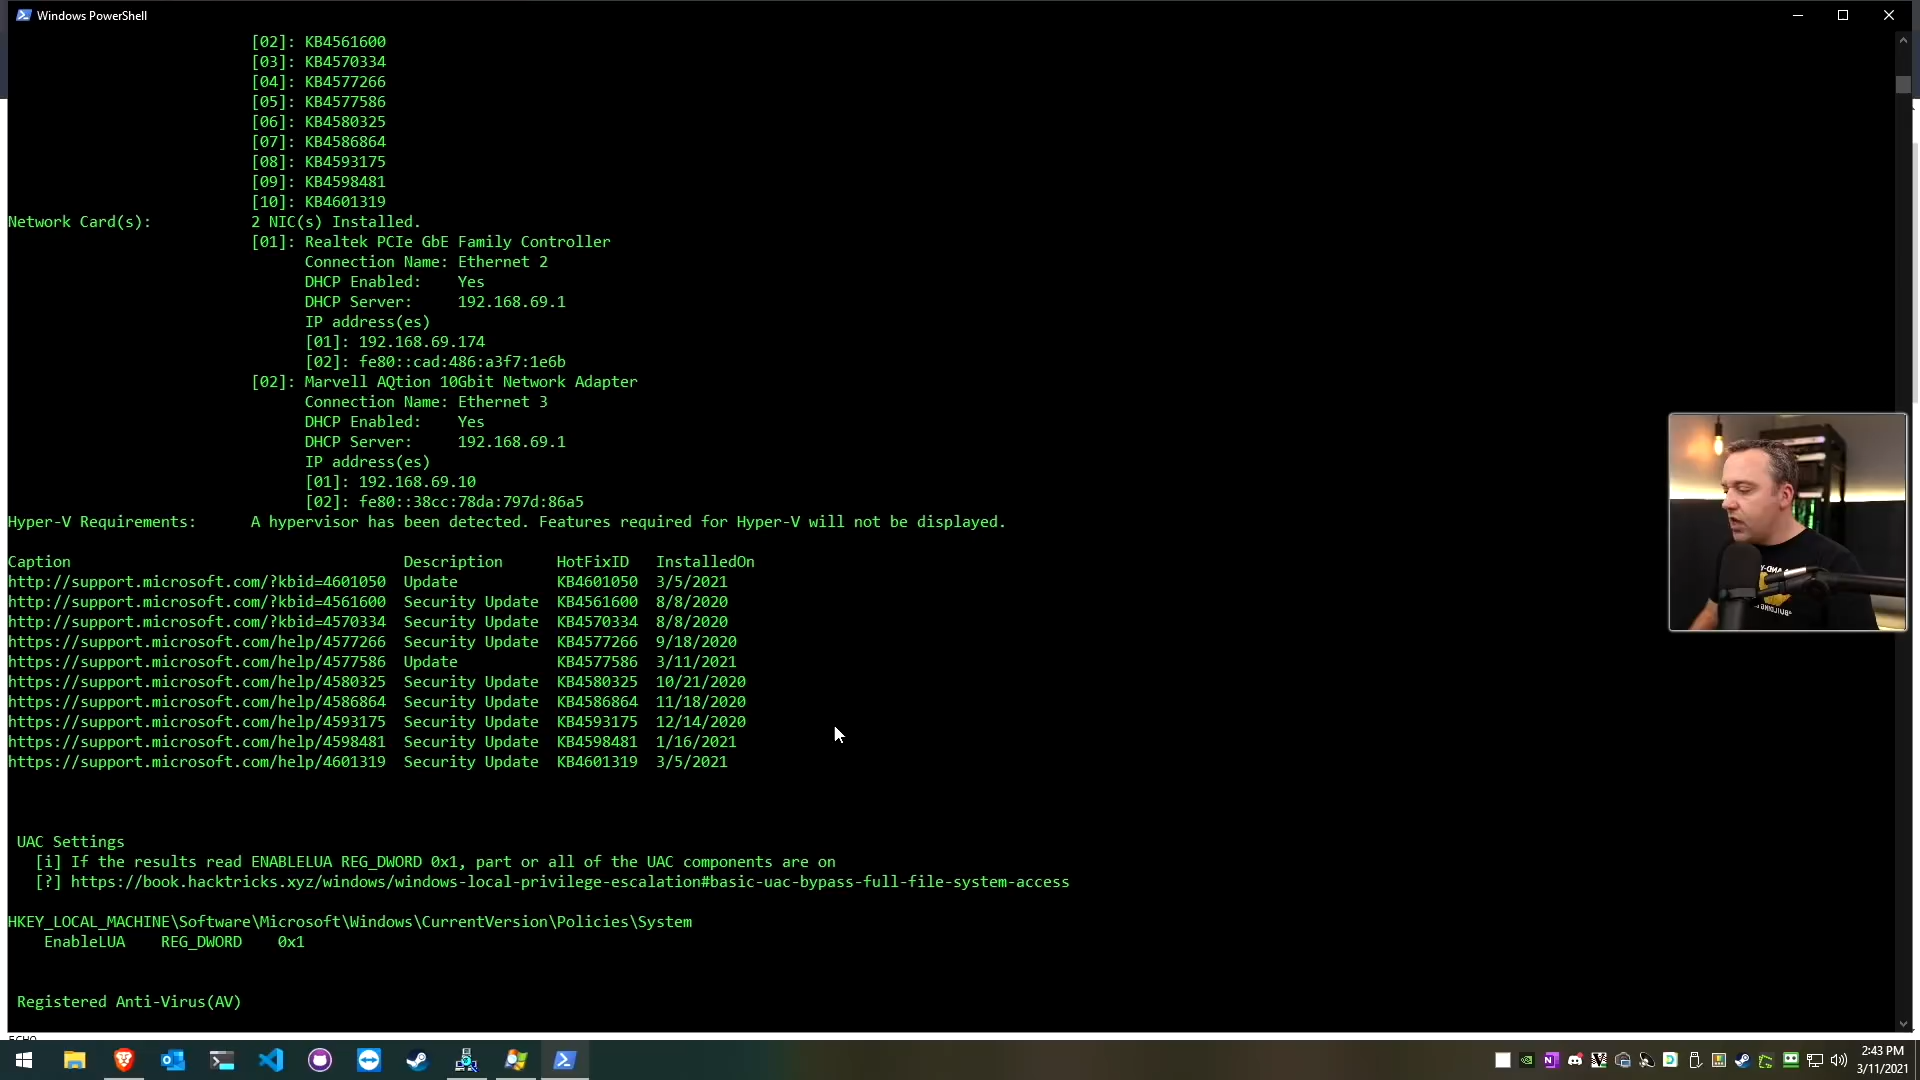 Windows PowerShell
[02]: KB4561600
[03]: KB4570334
[04]: KB4577266
[05]: KB4577586
[06]: KB4580325
[07]: KB4586864
[08]: KB4593175
[09]: KB4598481
[10]: KB4601319
Network Card(s): 2 NIC(s) Installed.
[01]: Realtek PCIe GbE Family Controller
Connection Name: Ethernet 2
DHCP Enabled: Yes
DHCP Server: 192.168.69.1
IP address(es)
[01]: 192.168.69.174
[02]: fe80::cad:486:a3f7:1e6b
[02]: Marvell AQtion 10Gbit Network Adapter
Connection Name: Ethernet 3
DHCP Enabled: Yes
DHCP Server: 192.168.69.1
IP address(es)
[01]: 192.168.69.10
[02]: fe80::38cc:78da:797d:86a5
Hyper-V Requirements: A hypervisor has been detected. Features required for Hyper-V will not be displayed.
Caption Description HotFixID InstalledOn
http://support.microsoft.com/?kbid=4601050 Update KB4601050 3/5/2021
http://support.microsoft.com/?kbid=4561600 Security Update KB4561600 8/8/2020
http://support.microsoft.com/?kbid=4570334 Security Update KB4570334 8/8/2020
https://support.microsoft.com/help/4577266 Security Update KB4577266 9/18/2020
https://support.microsoft.com/help/4577586 Update KB4577586 3/11/2021
https://support.microsoft.com/help/4580325 Security Update KB4580325 10/21/2020
https://support.microsoft.com/help/4586864 Security Update KB4586864 11/18/2020
https://support.microsoft.com/help/4593175 Security Update KB4593175 12/14/2020
https://support.microsoft.com/help/4598481 Security Update KB4598481 1/16/2021
https://support.microsoft.com/help/4601319 Security Update KB4601319 3/5/2021
UAC Settings
[i] If the results read ENABLELUA REG_DWORD 0x1, part or all of the UAC components are on
[?] https://book.hacktricks.xyz/windows/windows-local-privilege-escalation#basic-uac-bypass-full-file-system-access
HKEY_LOCAL_MACHINE\Software\Microsoft\Windows\CurrentVersion\Policies\System
EnableLUA REG_DWORD 0x1
Registered Anti-Virus(AV)
2:43 PM
3/11/2021